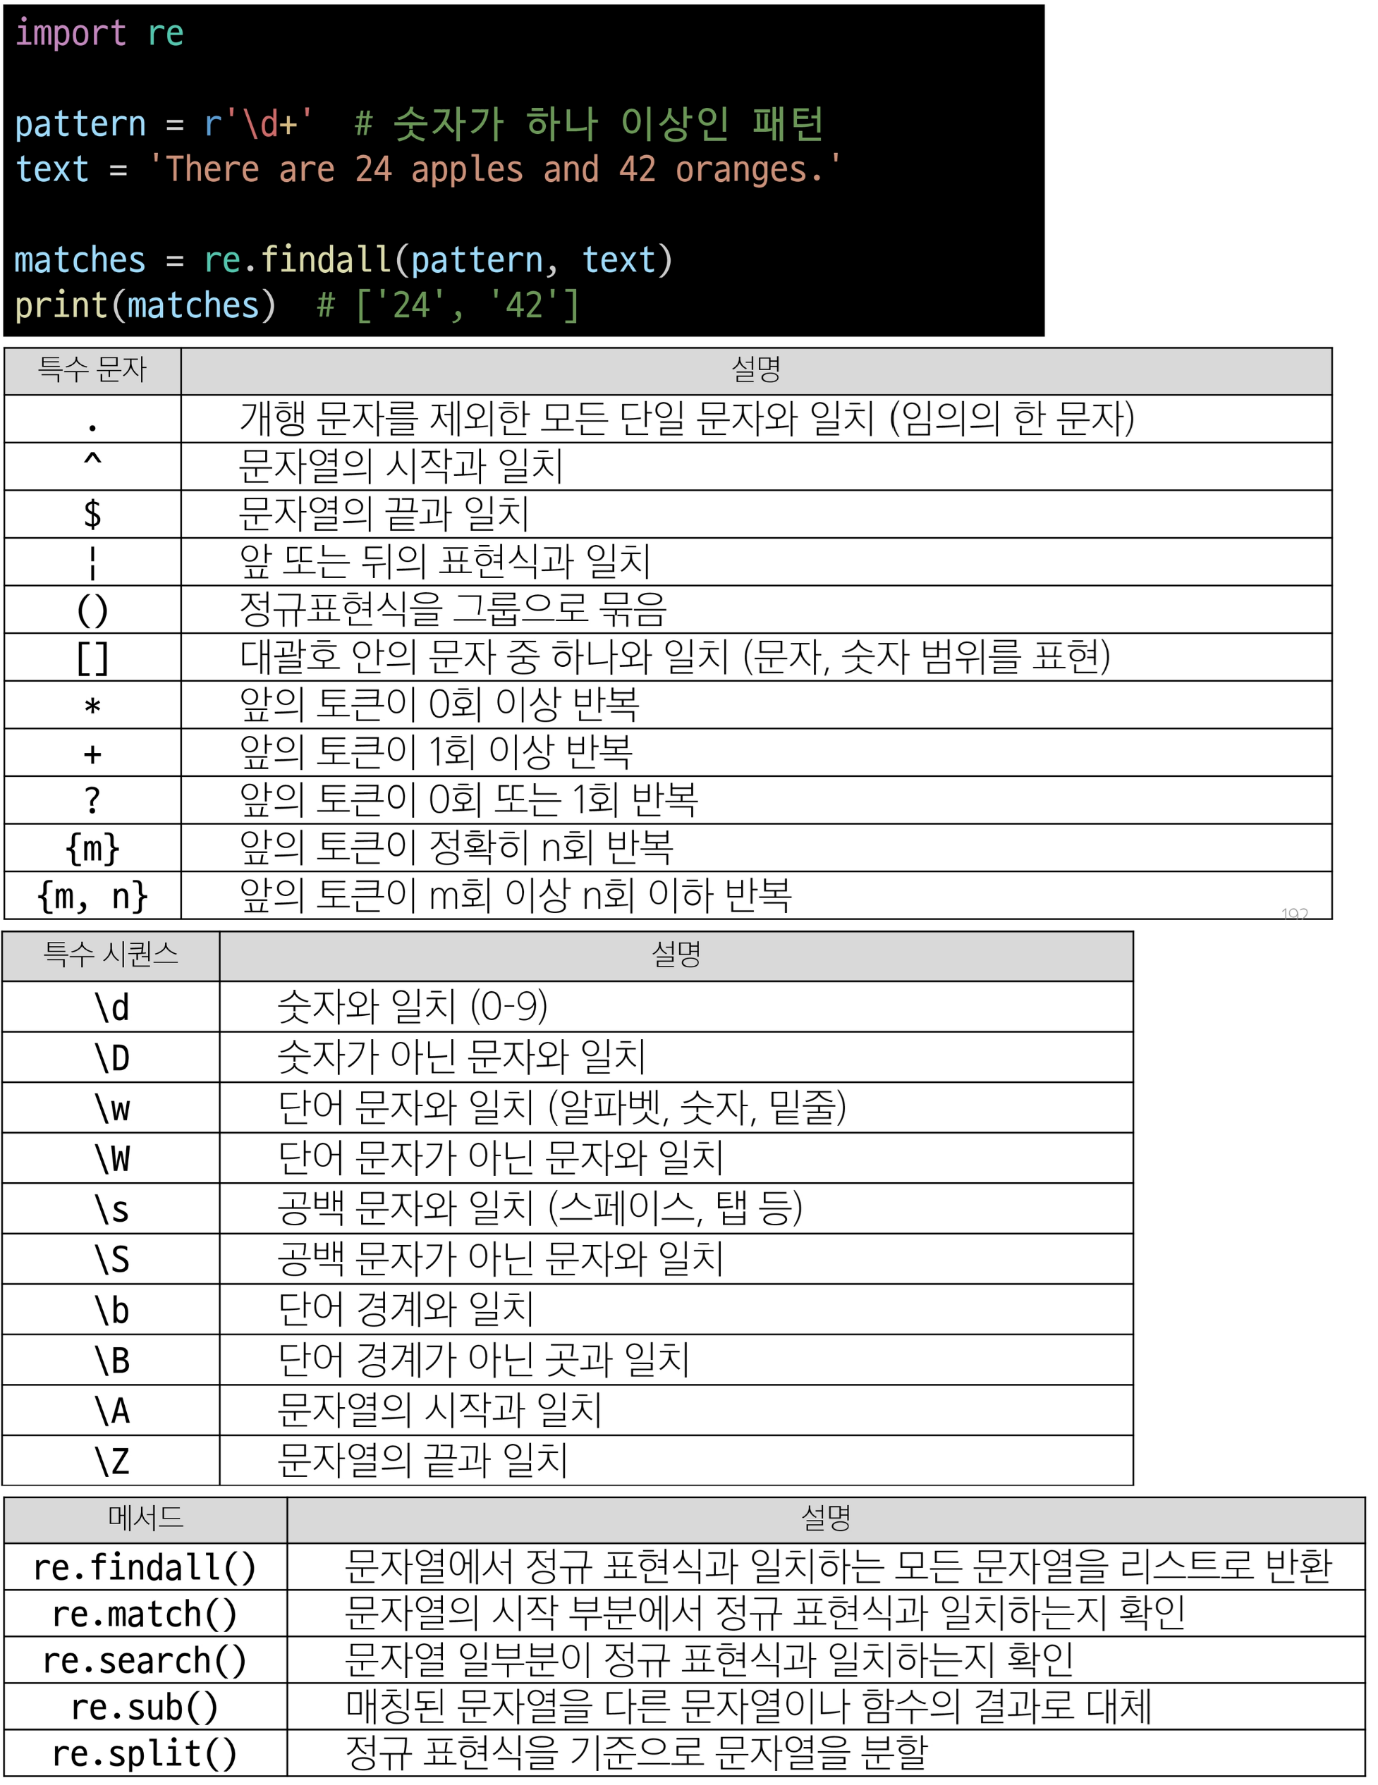 import re
pattern = r'\d+'  # 숫자가 하나 이상인 패턴
text = 'There are 24 apples and 42 oranges.'
matches = re.findall(pattern, text)
print(matches)  # ['24', '42']
특수 문자 설명
. 개행 문자를 제외한 모든 단일 문자와 일치 (임의의 한 문자)
^ 문자열의 시작과 일치
$ 문자열의 끝과 일치
¦ 앞 또는 뒤의 표현식과 일치
() 정규표현식을 그룹으로 묶음
[] 대괄호 안의 문자 중 하나와 일치 (문자, 숫자 범위를 표현)
* 앞의 토큰이 0회 이상 반복
+ 앞의 토큰이 1회 이상 반복
? 앞의 토큰이 0회 또는 1회 반복
{m} 앞의 토큰이 정확히 n회 반복
{m, n} 앞의 토큰이 m회 이상 n회 이하 반복
192
특수 시퀀스 설명
\d 숫자와 일치 (0-9)
\D 숫자가 아닌 문자와 일치
\w 단어 문자와 일치 (알파벳, 숫자, 밑줄)
\W 단어 문자가 아닌 문자와 일치
\s 공백 문자와 일치 (스페이스, 탭 등)
\S 공백 문자가 아닌 문자와 일치
\b 단어 경계와 일치
\B 단어 경계가 아닌 곳과 일치
\A 문자열의 시작과 일치
\Z 문자열의 끝과 일치
메서드 설명
re.findall() 문자열에서 정규 표현식과 일치하는 모든 문자열을 리스트로 반환
re.match() 문자열의 시작 부분에서 정규 표현식과 일치하는지 확인
re.search() 문자열 일부분이 정규 표현식과 일치하는지 확인
re.sub() 매칭된 문자열을 다른 문자열이나 함수의 결과로 대체
re.split() 정규 표현식을 기준으로 문자열을 분할